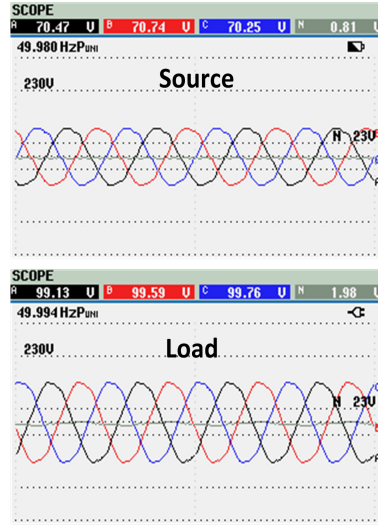 SCOPE
A 70.47 V B 70.74 V C 70.25 V N 0.81 V
49.980 HzPUNI
230V
Source
N 23V
SCOPE
A 99.13 V B 99.59 V C 99.76 V N 1.98 V
49.994 HzPUNI
230V
Load
N 23V